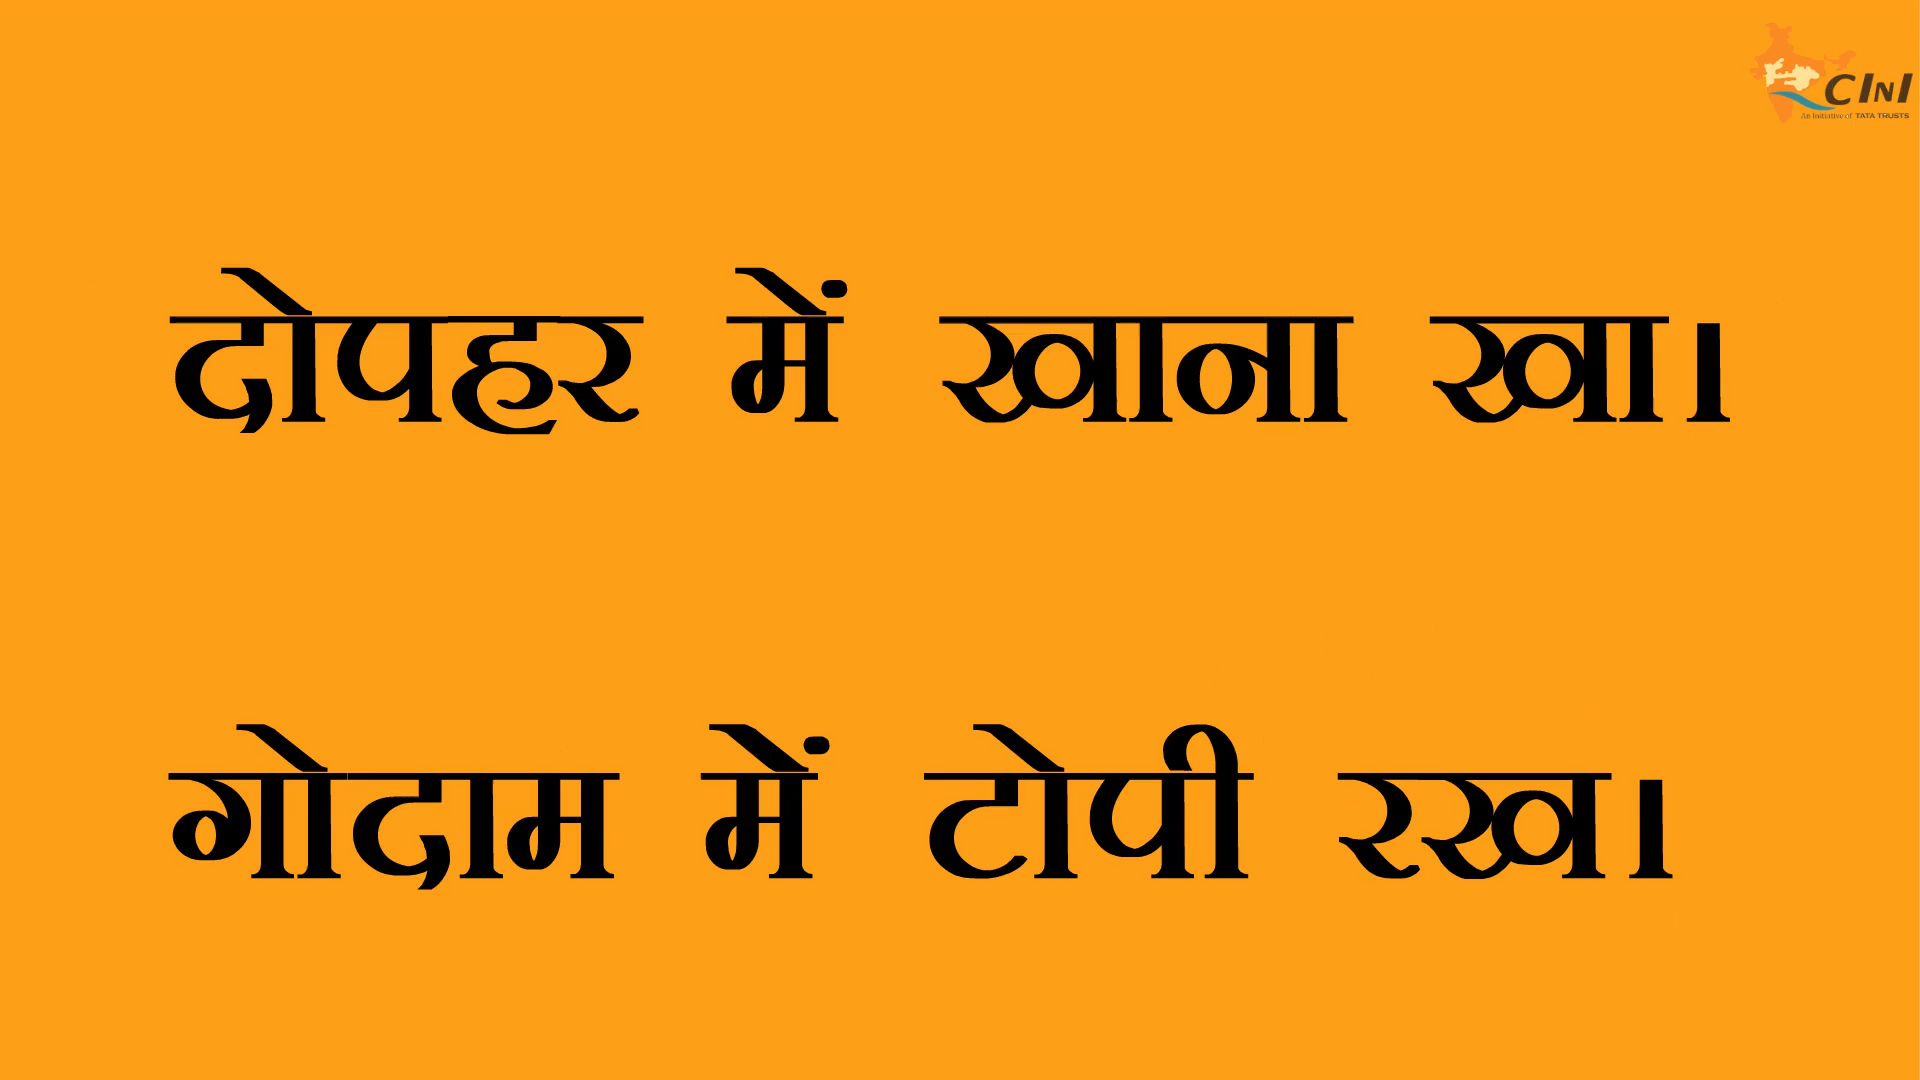 CInI
An Initiative of TATA TRUSTS
दोपहर में खाना खा।
गोदाम में टोपी रख।